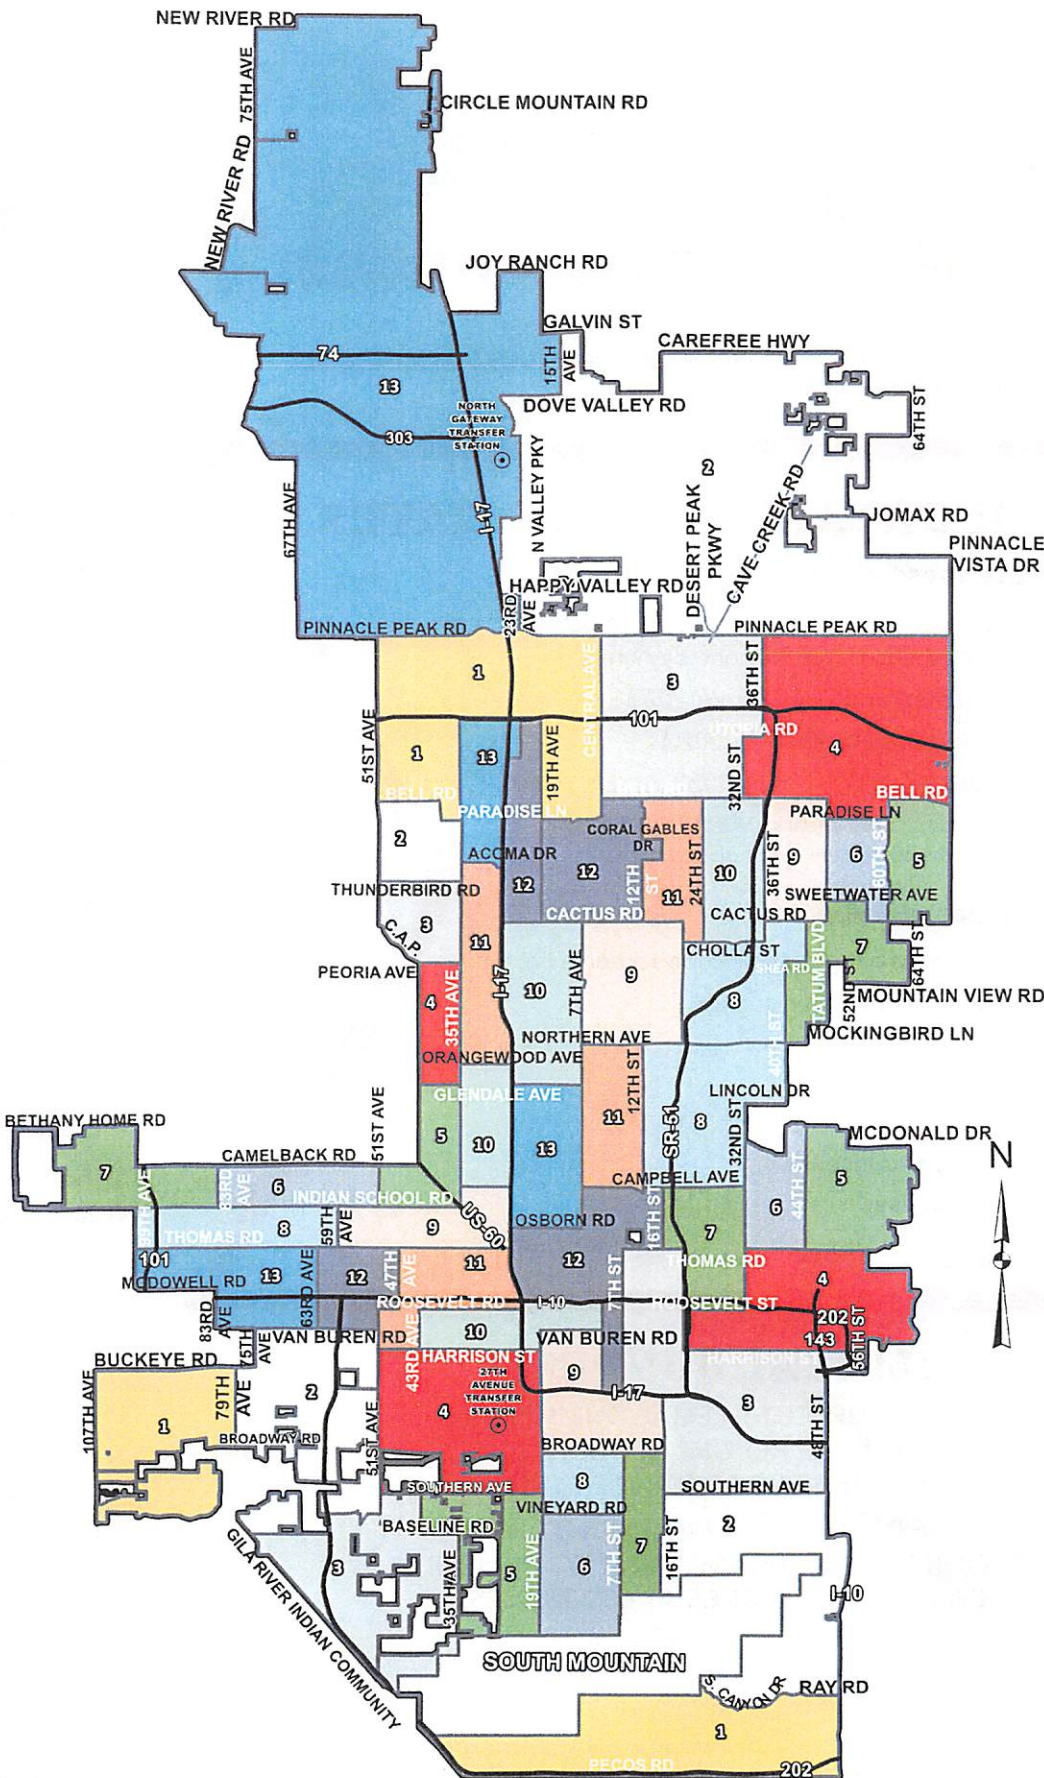 NEW RIVER RD
75TH AVE
CIRCLE MOUNTAIN RD
NEW RIVER RD
JOY RANCH RD
GALVIN ST
CAREFREE HWY
74
15TH
AVE
13
DOVE VALLEY RD
64TH ST
NORTH
GATEWAY
TRANSFER
STATION
303
N VALLEY PKY
2
CAVE-CREEK-RD
67TH AVE
I-17
DESERT PEAK
PKWY
JOMAX RD
PINNACLE
VISTA DR
HAPPY VALLEY RD
23RD
AVE
PINNACLE PEAK RD
PINNACLE PEAK RD
1
CENTRAL AVE
3
36TH ST
51ST AVE
101
UTOPIA RD
4
1
13
19TH AVE
32ND ST
BELL RD
BELL RD
BELL RD
PARADISE LN
PARADISE LN
2
ACOMA DR
12
12
CORAL GABLES
DR
12TH
ST
11
24TH ST
10
36TH ST
9
6
60TH ST
5
THUNDERBIRD RD
SWEETWATER AVE
3
C.A.P.
CACTUS RD
CACTUS RD
11
CHOLLA ST
TATUM BLVD
7
64TH ST
PEORIA AVE
4
35TH AVE
I-17
10
7TH AVE
9
SHEA RD
8
52ND ST
MOUNTAIN VIEW RD
NORTHERN AVE
40TH ST
MOCKINGBIRD LN
ORANGEWOOD AVE
GLENDALE AVE
12TH ST
LINCOLN DR
BETHANY HOME RD
51ST AVE
5
10
13
11
SR-51
8
32ND ST
MCDONALD DR
N
7
CAMELBACK RD
CAMPBELL AVE
44TH ST
5
99TH AVE
83RD AVE
6
INDIAN SCHOOL RD
6
THOMAS RD
8
59TH
AVE
9
US-60
OSBORN RD
16TH ST
7
101
MCDOWELL RD
13
63RD AVE
12
47TH
AVE
11
12
7TH ST
THOMAS RD
4
83RD
AVE
ROOSEVELT RD
I-10
ROOSEVELT ST
202
75TH
AVE
VAN BUREN RD
43RD AVE
10
VAN BUREN RD
143
56TH ST
BUCKEYE RD
HARRISON ST
HARRISON ST
107TH AVE
79TH
AVE
2
27TH
AVENUE
TRANSFER
STATION
9
I-17
3
1
51ST AVE
4
48TH ST
BROADWAY RD
BROADWAY RD
SOUTHERN AVE
8
SOUTHERN AVE
VINEYARD RD
BASELINE RD
2
3
35TH AVE
5
19TH AVE
6
7TH ST
7
16TH ST
I-10
GILA RIVER INDIAN COMMUNITY
SOUTH MOUNTAIN
S. CANYON DR
RAY RD
1
PECOS RD
202